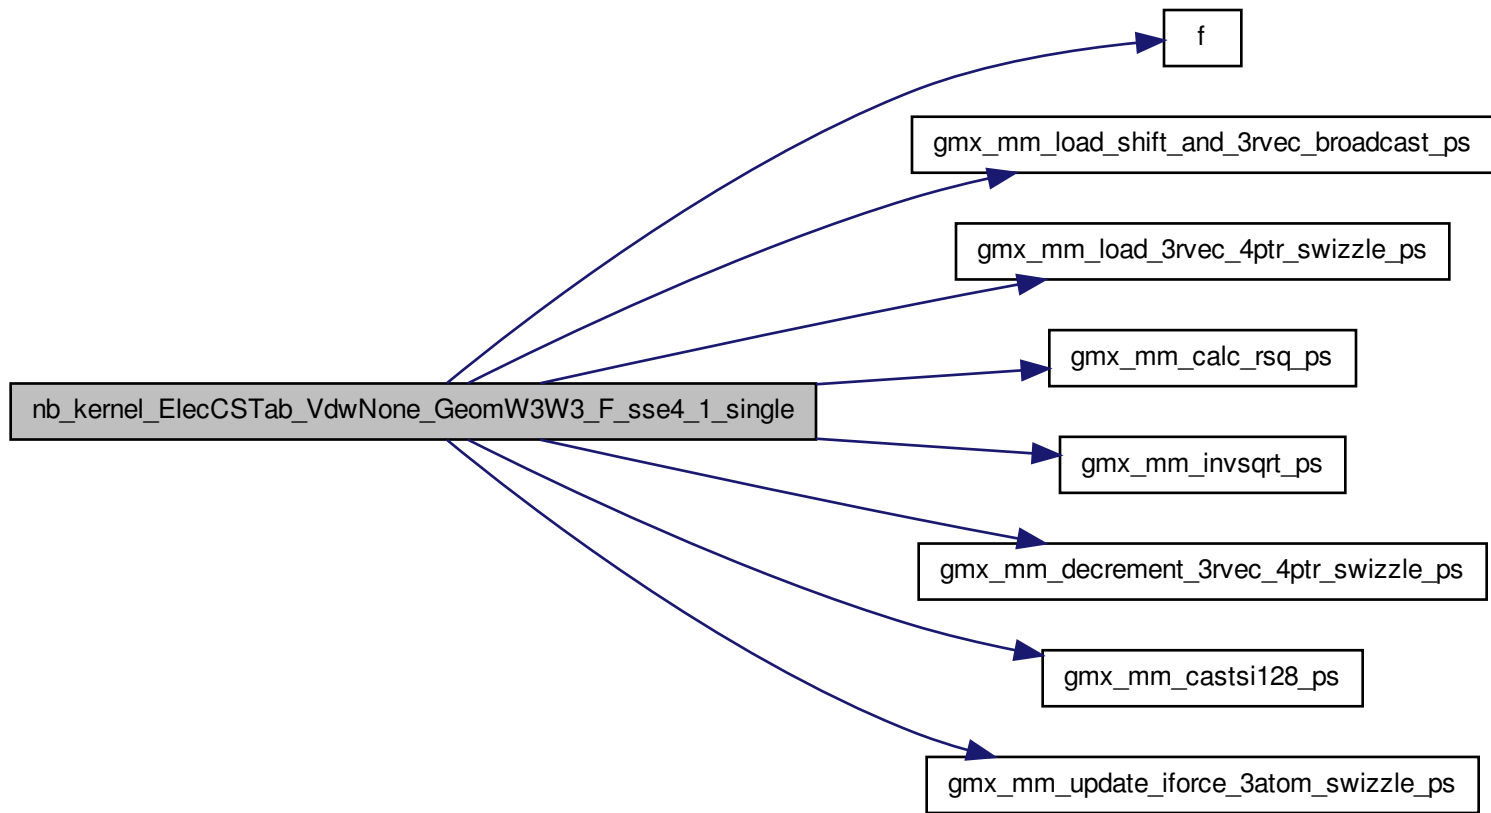 f
gmx_mm_load_shift_and_3rvec_broadcast_ps
gmx_mm_load_3rvec_4ptr_swizzle_ps
gmx_mm_calc_rsq_ps
nb_kernel_ElecCSTab_VdwNone_GeomW3W3_F_sse4_1_single
gmx_mm_invsqrt_ps
gmx_mm_decrement_3rvec_4ptr_swizzle_ps
gmx_mm_castsi128_ps
gmx_mm_update_iforce_3atom_swizzle_ps